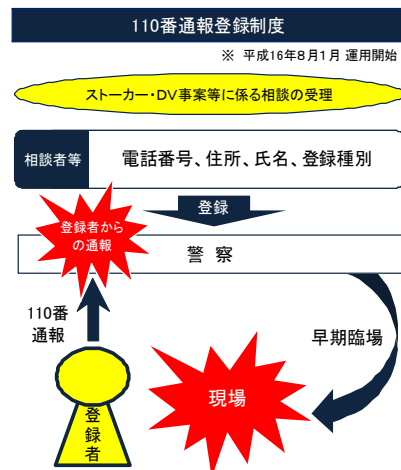 110番通報登録制度
※ 平成16年8月1月 運用開始
ストーカー・DV事案等に係る相談の受理
相談者等
電話番号、住所、氏名、登録種別
登録
登録者から
の通報
警 察
110番
通報
早期臨場
現場
登録者